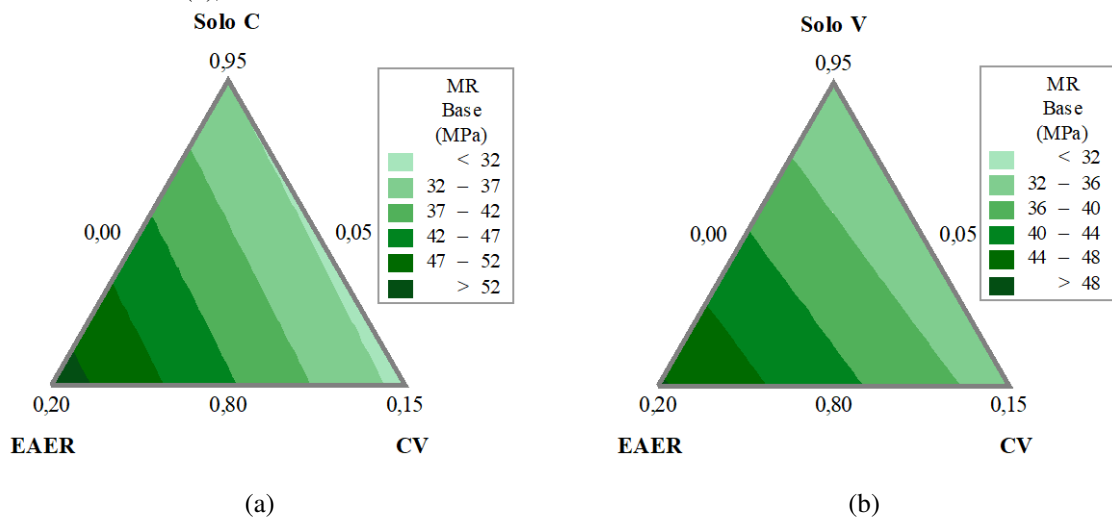 Solo C
0,95
MR
Base
(MPa)
< 32
32 – 37
37 – 42
42 – 47
47 – 52
> 52
0,00
0,05
0,20
0,80
0,15
EAER
CV
(a)
Solo V
0,95
MR
Base
(MPa)
< 32
32 – 36
36 – 40
40 – 44
44 – 48
> 48
0,00
0,05
0,20
0,80
0,15
EAER
CV
(b)